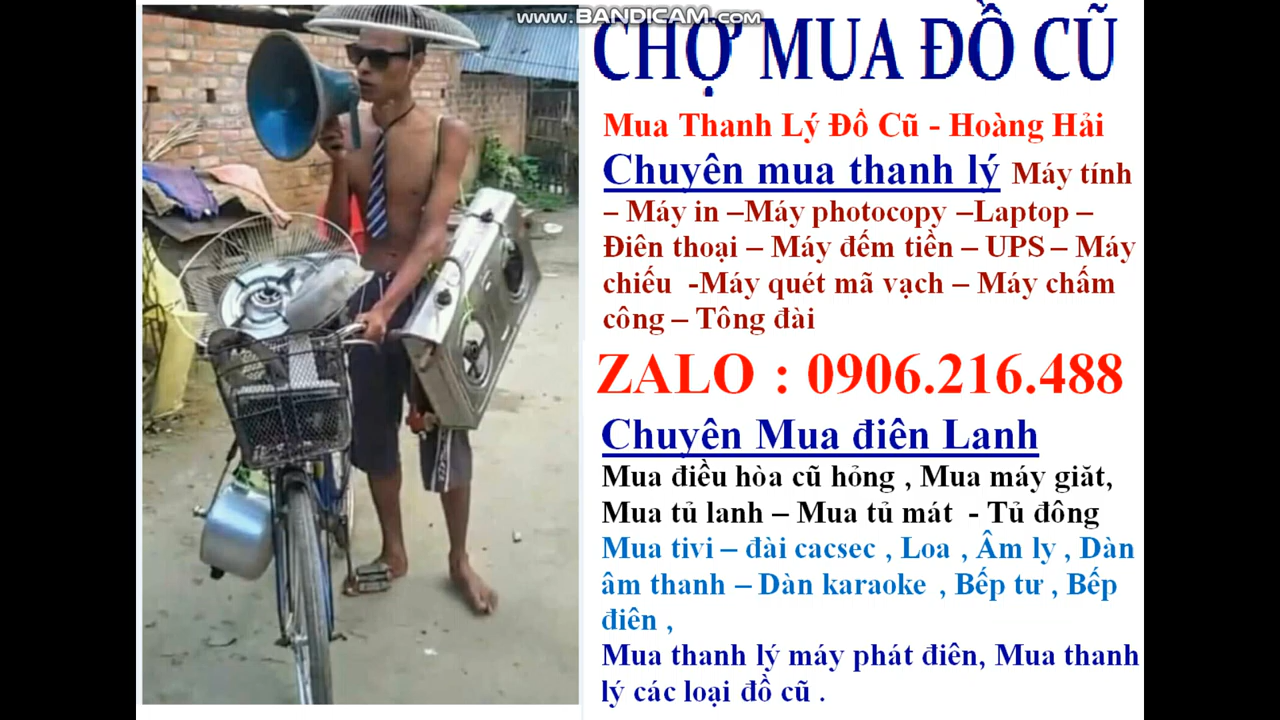 www.BANDICAM.com
CHỢ MUA ĐỒ CŨ
Mua Thanh Lý Đồ Cũ - Hoàng Hải
Chuyên mua thanh lý Máy tính
– Máy in –Máy photocopy –Laptop –
Điên thoại – Máy đếm tiền – UPS – Máy
chiếu -Máy quét mã vạch – Máy chấm
công – Tông đài
ZALO : 0906.216.488
Chuyên Mua điên Lanh
Mua điều hòa cũ hỏng , Mua máy giăt,
Mua tủ lanh – Mua tủ mát - Tủ đông
Mua tivi – đài cacsec , Loa , Âm ly , Dàn
âm thanh – Dàn karaoke , Bếp tư , Bếp
điên ,
Mua thanh lý máy phát điên, Mua thanh
lý các loại đồ cũ .